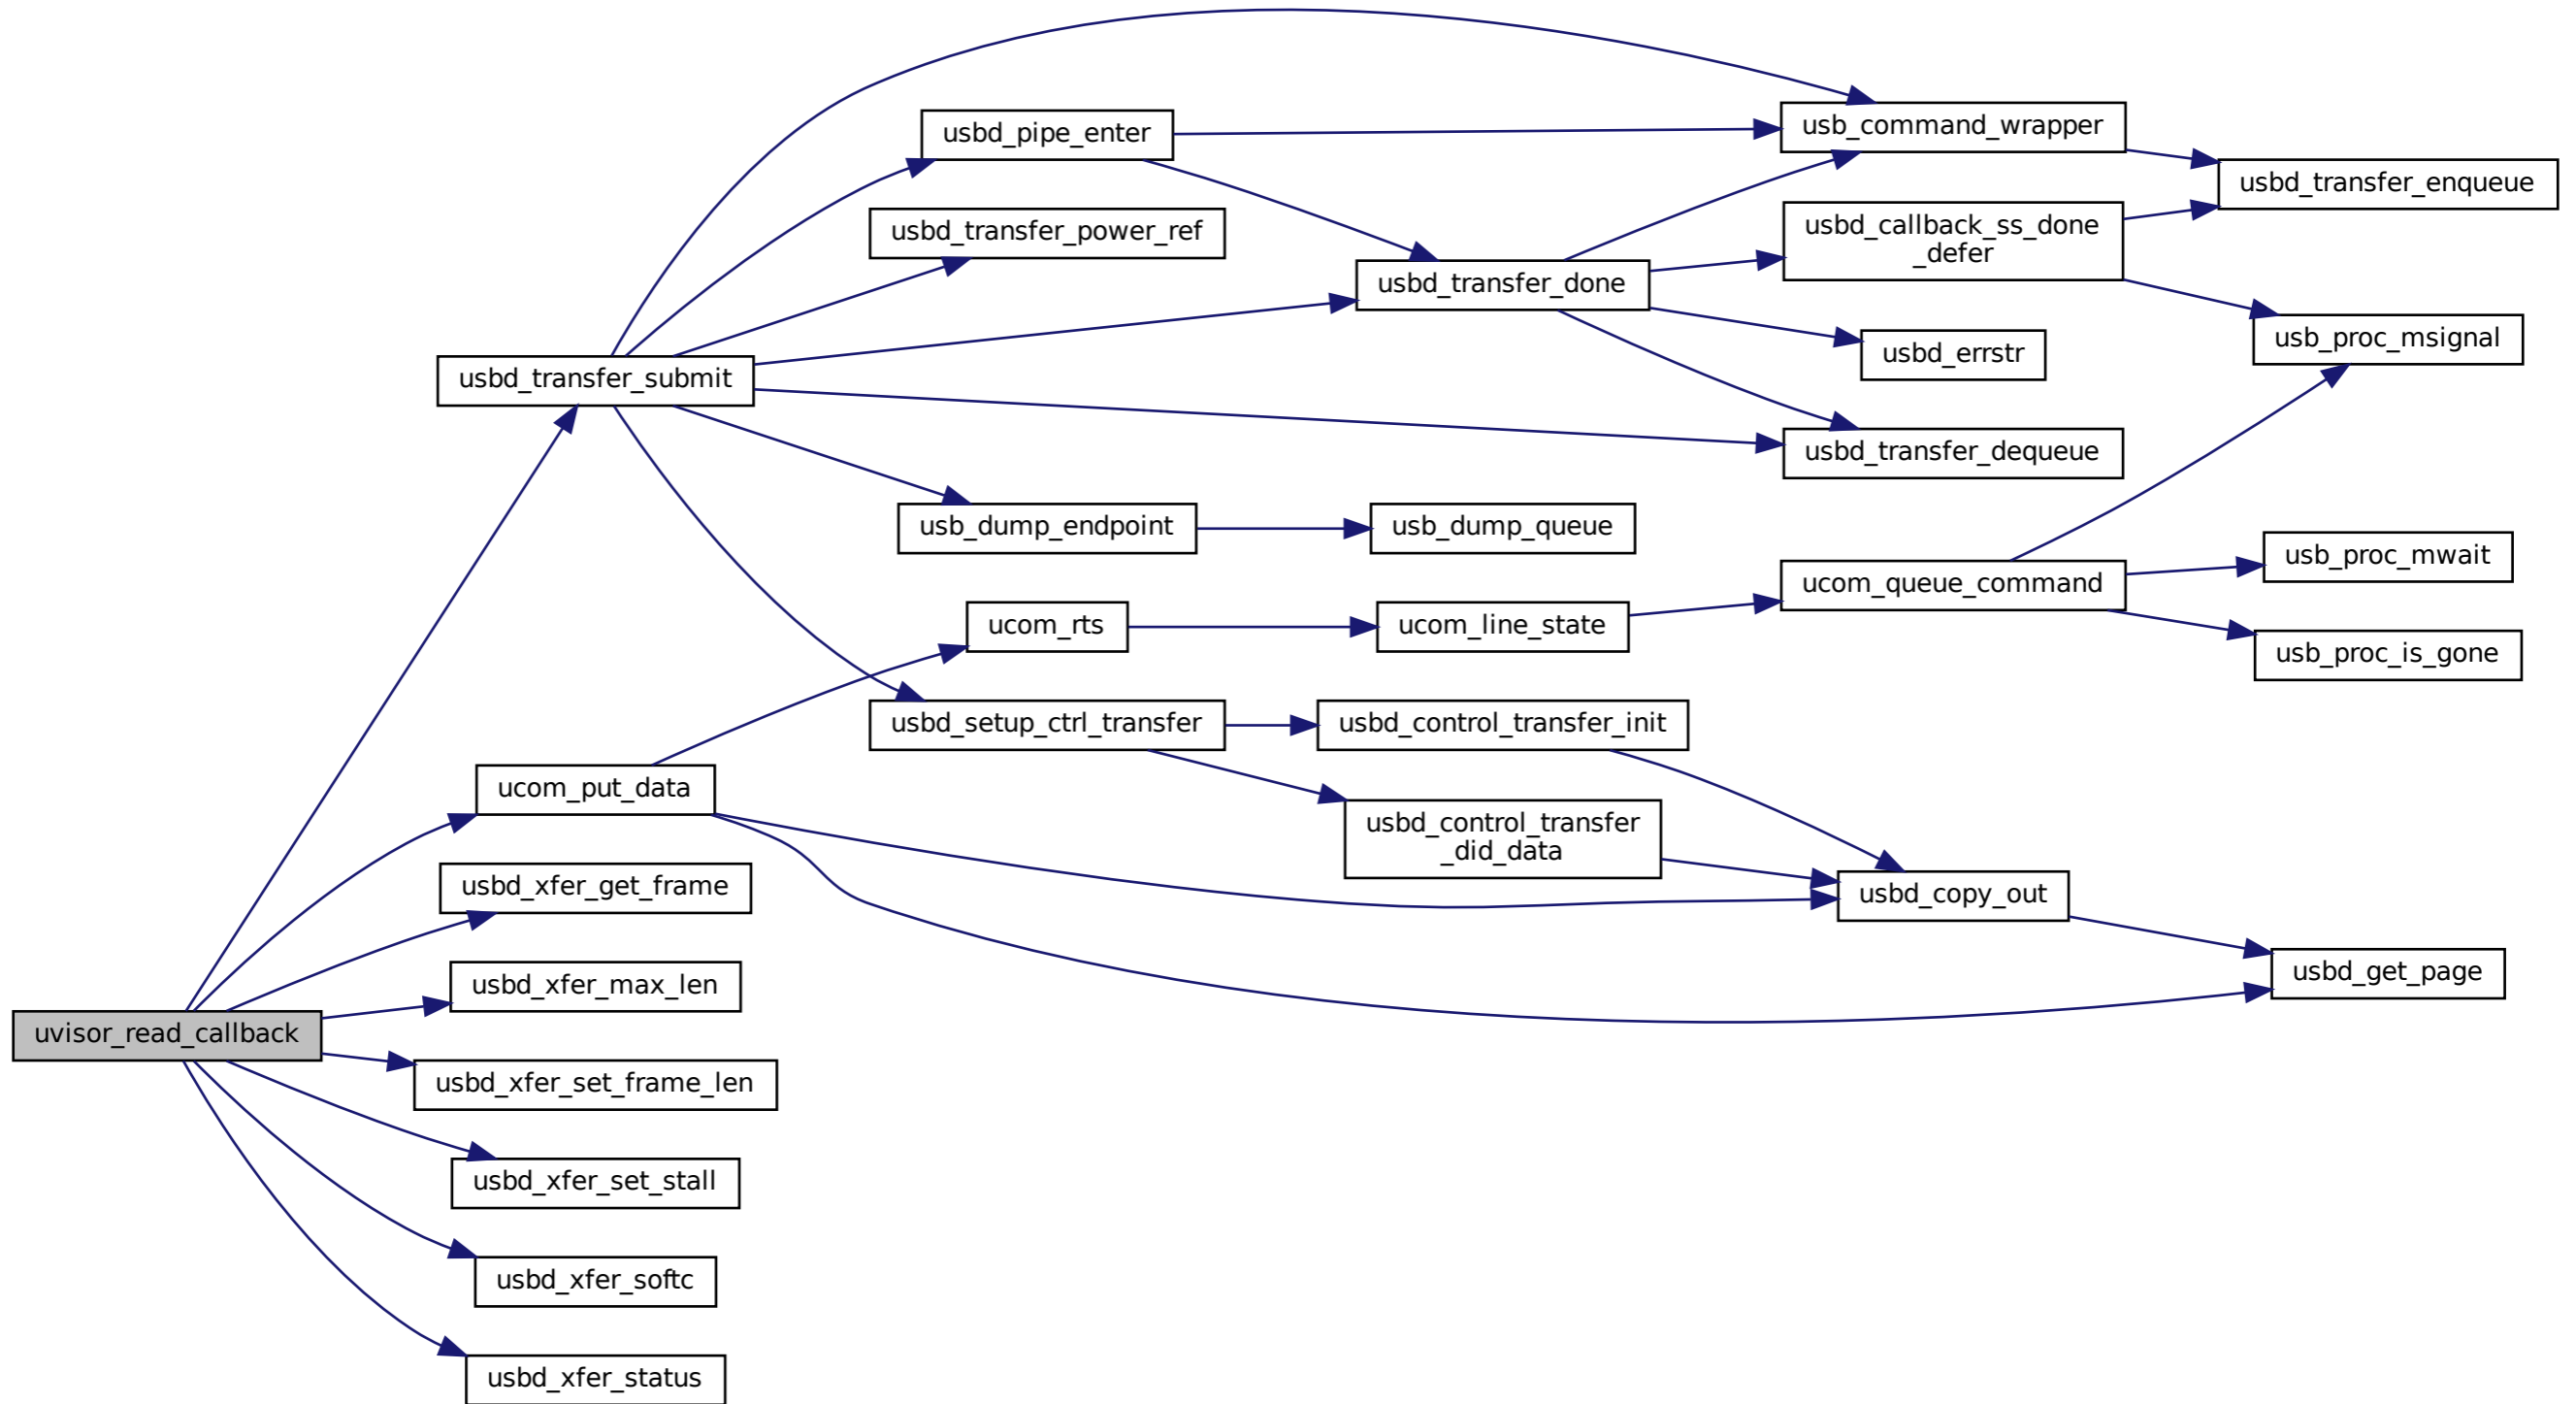 usb_command_wrapper
usbd_pipe_enter
usbd_transfer_enqueue
usbd_transfer_power_ref
usbd_callback_ss_done
_defer
usbd_transfer_done
usb_proc_msignal
usbd_errstr
usbd_transfer_submit
usbd_transfer_dequeue
usb_dump_endpoint
usb_dump_queue
usb_proc_mwait
ucom_queue_command
ucom_rts
ucom_line_state
usb_proc_is_gone
usbd_setup_ctrl_transfer
usbd_control_transfer_init
ucom_put_data
usbd_control_transfer
_did_data
usbd_xfer_get_frame
usbd_copy_out
usbd_xfer_max_len
usbd_get_page
uvisor_read_callback
usbd_xfer_set_frame_len
usbd_xfer_set_stall
usbd_xfer_softc
usbd_xfer_status